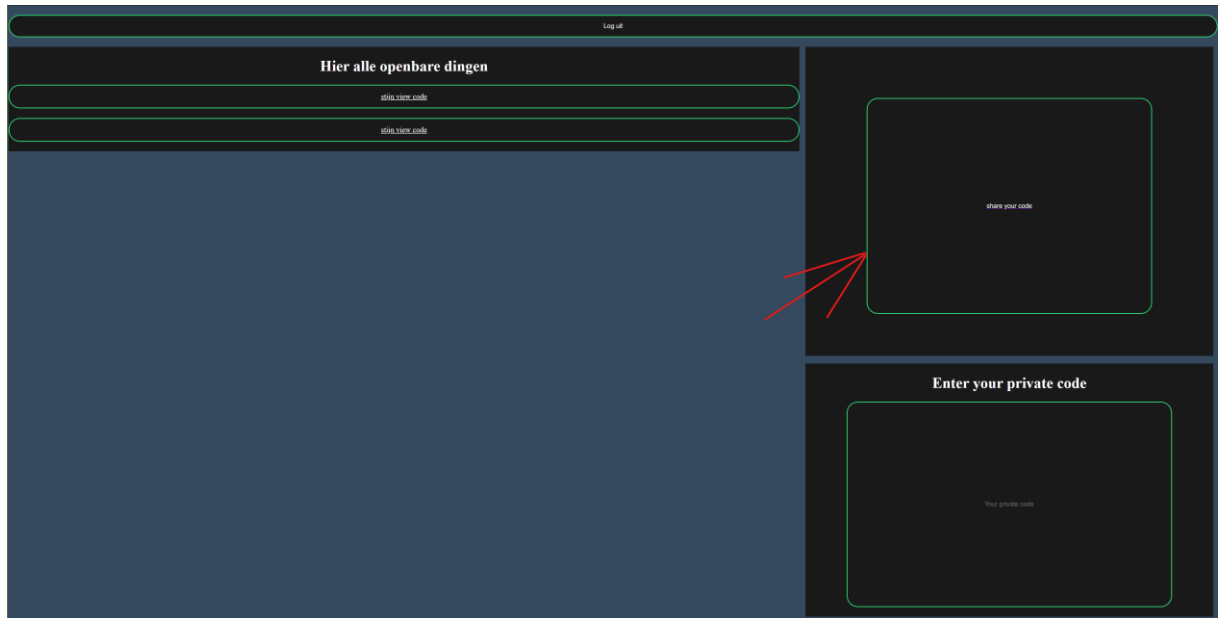 Log uit
Hier alle openbare dingen
stijn view code
stijn view code
share your code
Enter your private code
Your private code